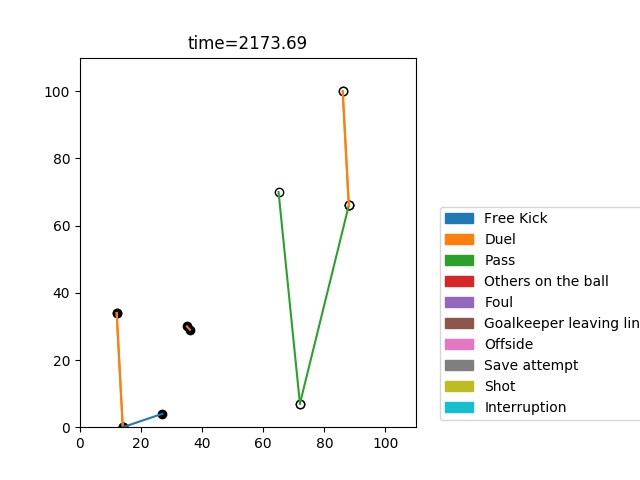 time=2173.69
100
80
60
40
20
0
0 20 40 60 80 100
Free Kick
Duel
Pass
Others on the ball
Foul
Goalkeeper leaving lin
Offside
Save attempt
Shot
Interruption